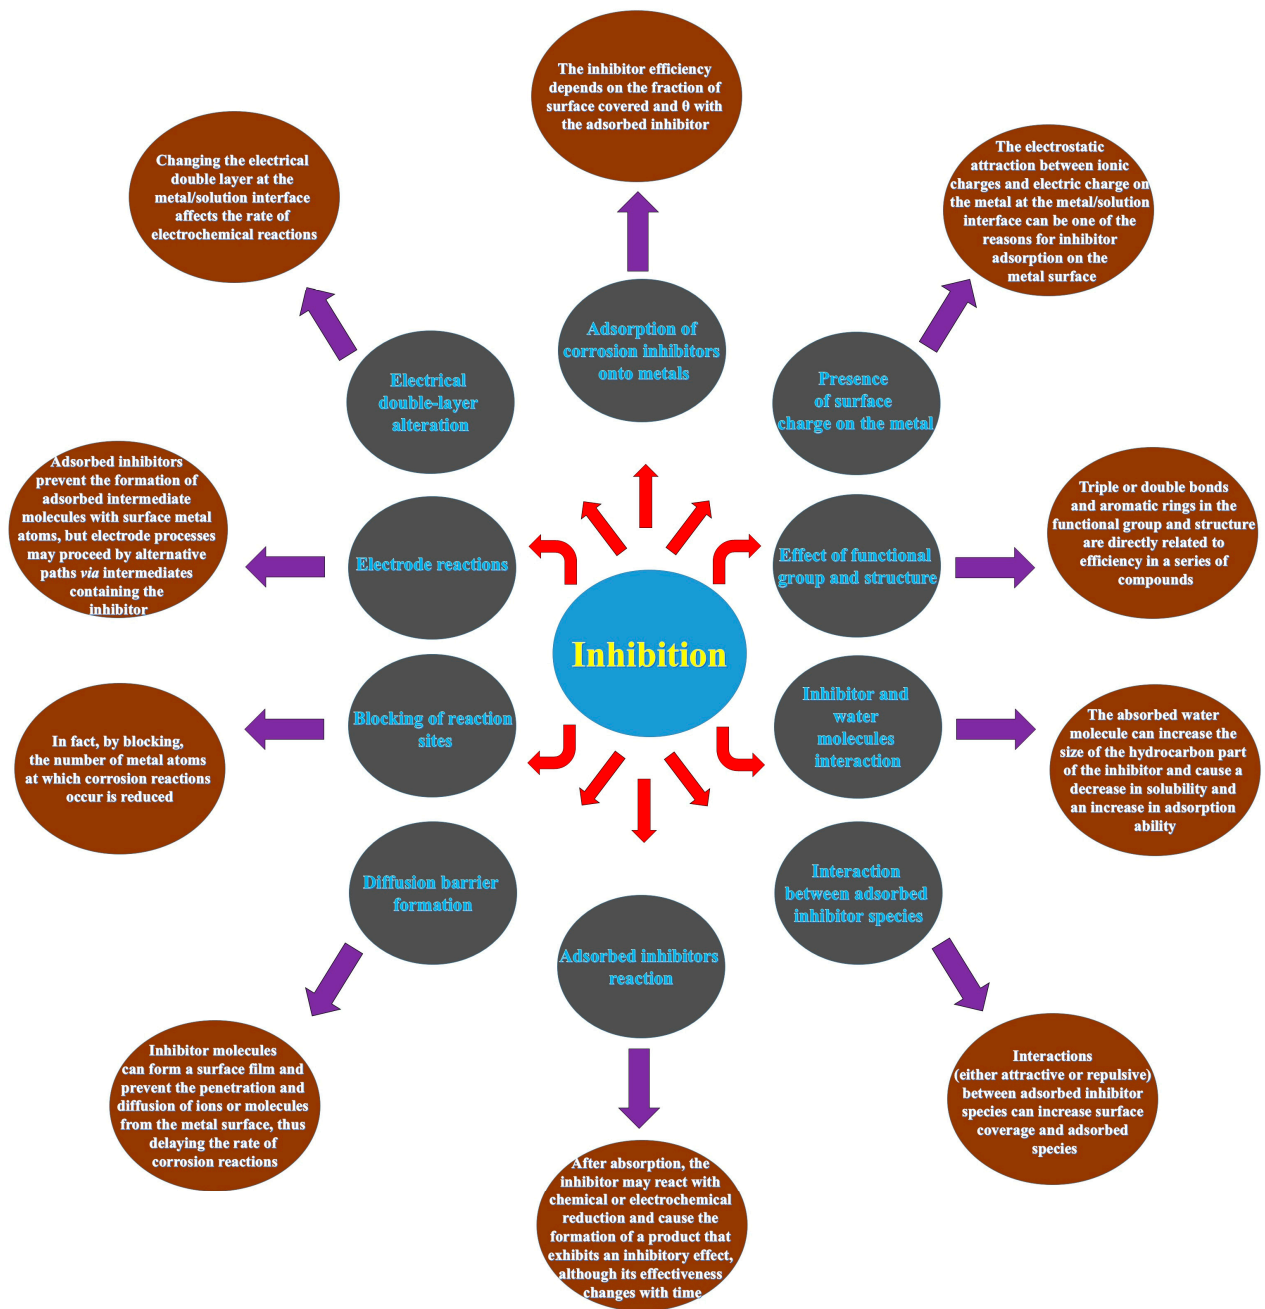 Inhibition
Adsorption of
corrosion inhibitors
onto metals
The inhibitor efficiency
depends on the fraction of
surface covered and θ with
the adsorbed inhibitor
Presence
of surface
charge on the metal
The electrostatic
attraction between ionic
charges and electric charge on
the metal at the metal/solution
interface can be one of the
reasons for inhibitor
adsorption on the
metal surface
Effect of functional
group and structure
Triple or double bonds
and aromatic rings in the
functional group and structure
are directly related to
efficiency in a series of
compounds
Inhibitor and
water
molecules
interaction
The absorbed water
molecule can increase the
size of the hydrocarbon part
of the inhibitor and cause a
decrease in solubility and
an increase in adsorption
ability
Interaction
between adsorbed
inhibitor species
Interactions
(either attractive or repulsive)
between adsorbed inhibitor
species can increase surface
coverage and adsorbed
species
Adsorbed inhibitors
reaction
After absorption, the
inhibitor may react with
chemical or electrochemical
reduction and cause the
formation of a product that
exhibits an inhibitory effect,
although its effectiveness
changes with time
Diffusion barrier
formation
Inhibitor molecules
can form a surface film and
prevent the penetration and
diffusion of ions or molecules
from the metal surface, thus
delaying the rate of
corrosion reactions
Blocking of reaction
sites
In fact, by blocking,
the number of metal atoms
at which corrosion reactions
occur is reduced
Electrode reactions
Adsorbed inhibitors
prevent the formation of
adsorbed intermediate
molecules with surface metal
atoms, but electrode processes
may proceed by alternative
paths via intermediates
containing the
inhibitor
Electrical
double-layer
alteration
Changing the electrical
double layer at the
metal/solution interface
affects the rate of
electrochemical reactions